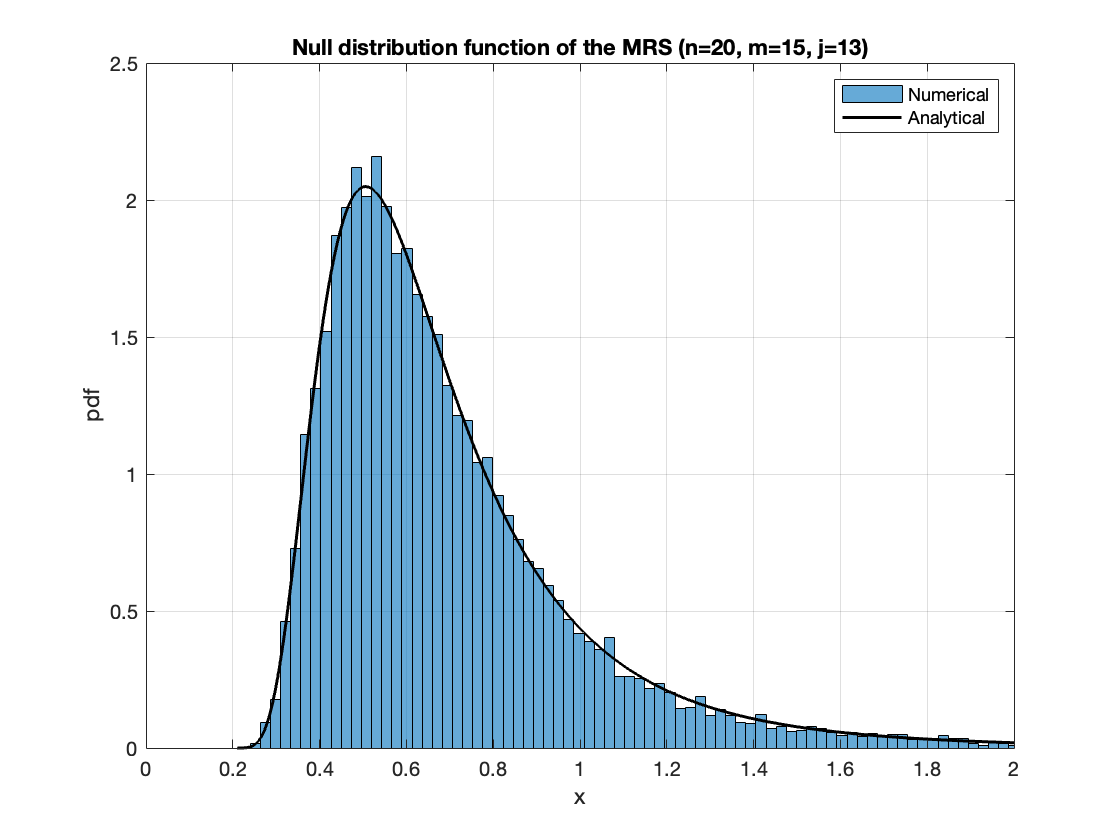 Null distribution function of the MRS (n=20, m=15, j=13)
2.5
2
1.5
1
0.5
0
pdf
Numerical
Analytical
0 0.2 0.4 0.6 0.8 1 1.2 1.4 1.6 1.8 2
x